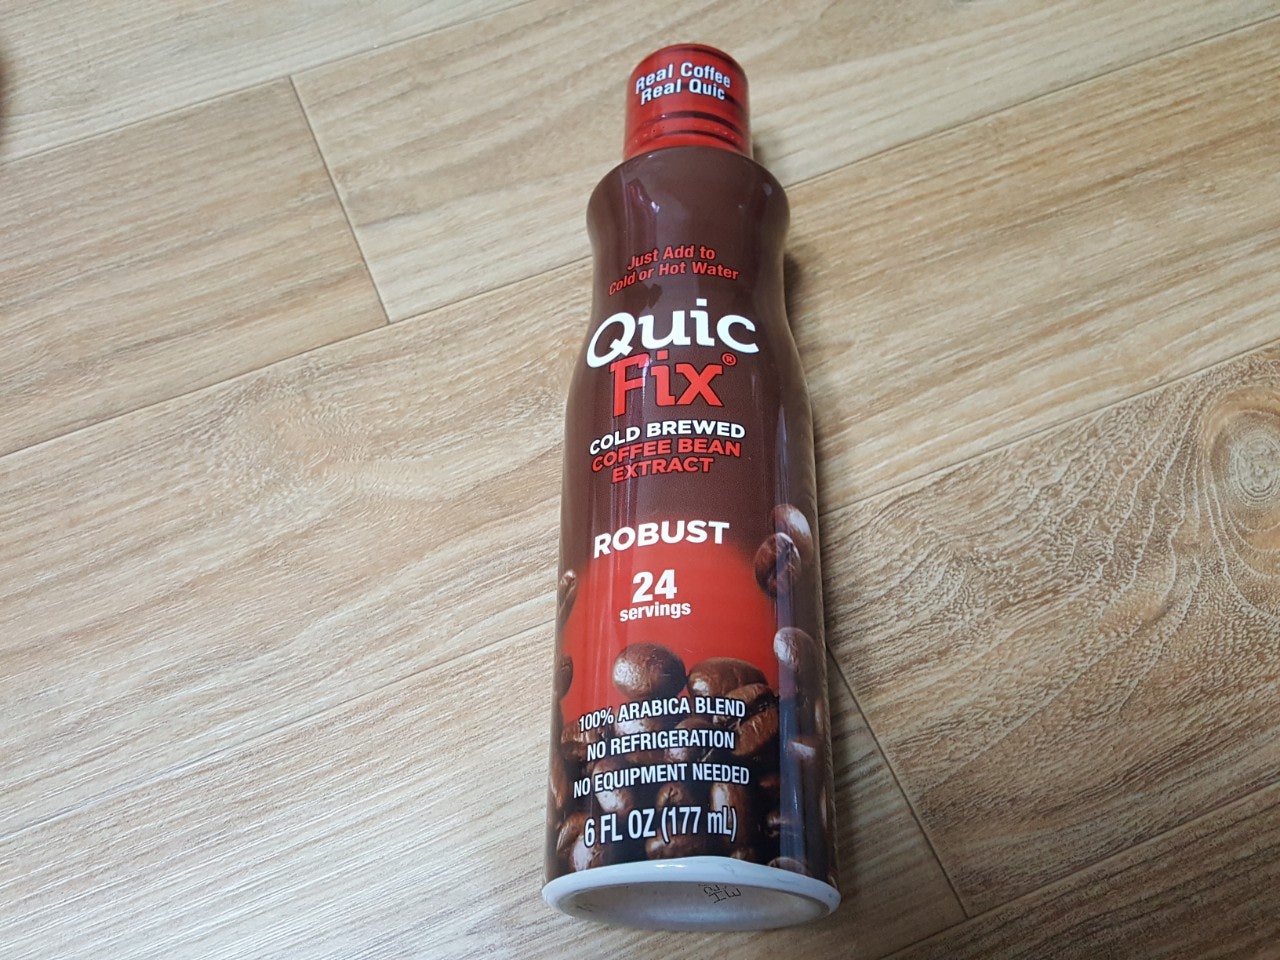 Real Coffee
Real Quic
Just Add to
Cold or Hot Water
Quic
Fix®
COLD BREWED
COFFEE BEAN
EXTRACT
ROBUST
24
servings
100% ARABICA BLEND
NO REFRIGERATION
NO EQUIPMENT NEEDED
6 FL OZ (177 mL)